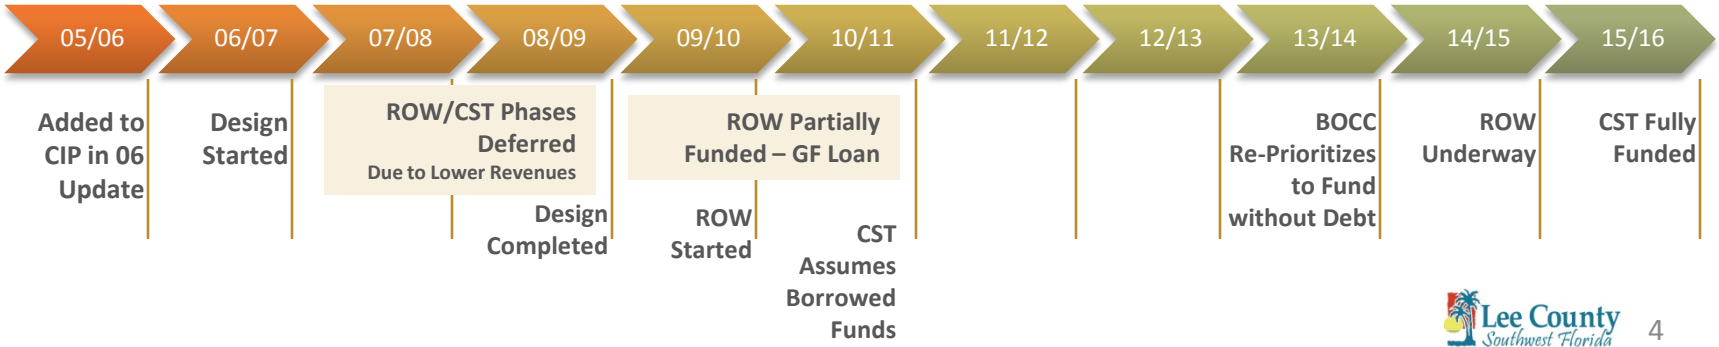 05/06
06/07
07/08
08/09
09/10
10/11
11/12
12/13
13/14
14/15
15/16
Added to
CIP in 06
Update
Design
Started
ROW/CST Phases
Deferred
Due to Lower Revenues
Design
Completed
ROW Partially
Funded – GF Loan
ROW
Started
CST
Assumes
Borrowed
Funds
BOCC
Re-Prioritizes
to Fund
without Debt
ROW
Underway
CST Fully
Funded
Lee County
Southwest Florida
4